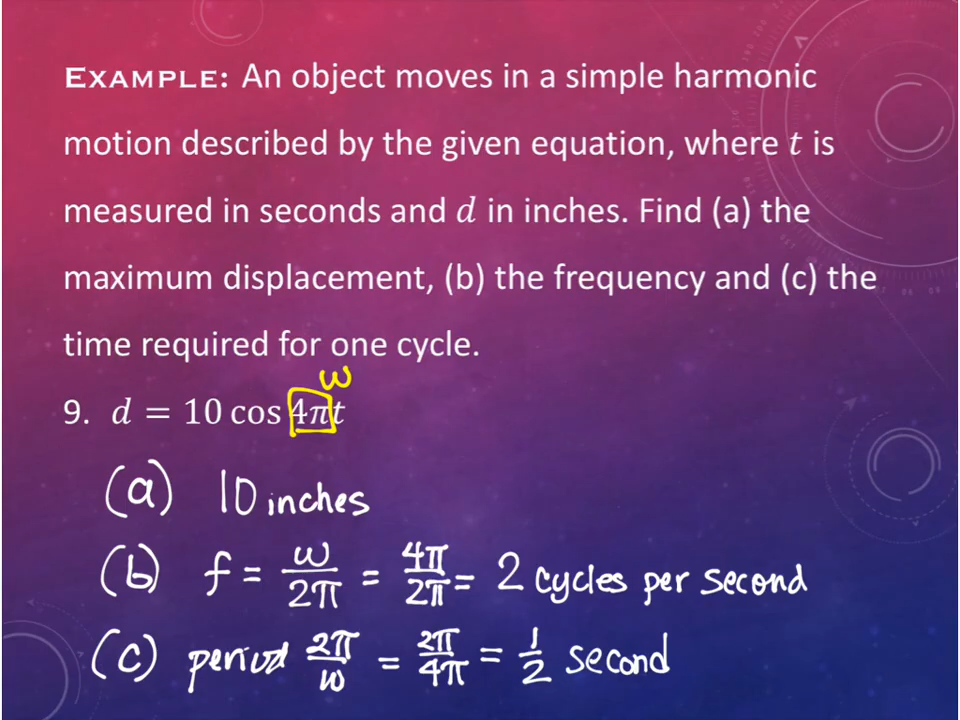 EXAMPLE: An object moves in a simple harmonic
motion described by the given equation, where t is
measured in seconds and d in inches. Find (a) the
maximum displacement, (b) the frequency and (c) the
time required for one cycle.
ω
9. d = 10 cos 4πt
(a) 10 inches
(b) f = ω/2π = 4π/2π = 2 cycles per second
(c) period 2π/ω = 2π/4π = 1/2 second